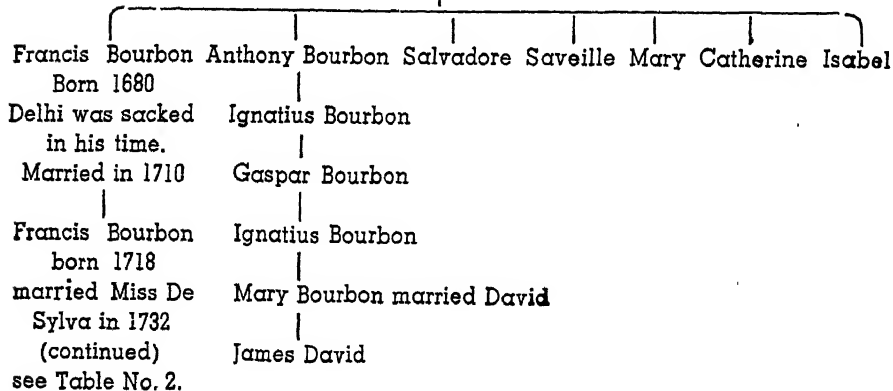 Francis Bourbon Anthony Bourbon Salvadore Saveille Mary Catherine Isabel
Born 1680
Delhi was sacked Ignatius Bourbon
in his time.
Married in 1710 Gaspar Bourbon
Francis Bourbon Ignatius Bourbon
born 1718
married Miss De Mary Bourbon married David
Sylva in 1732
(continued) James David
see Table No. 2.